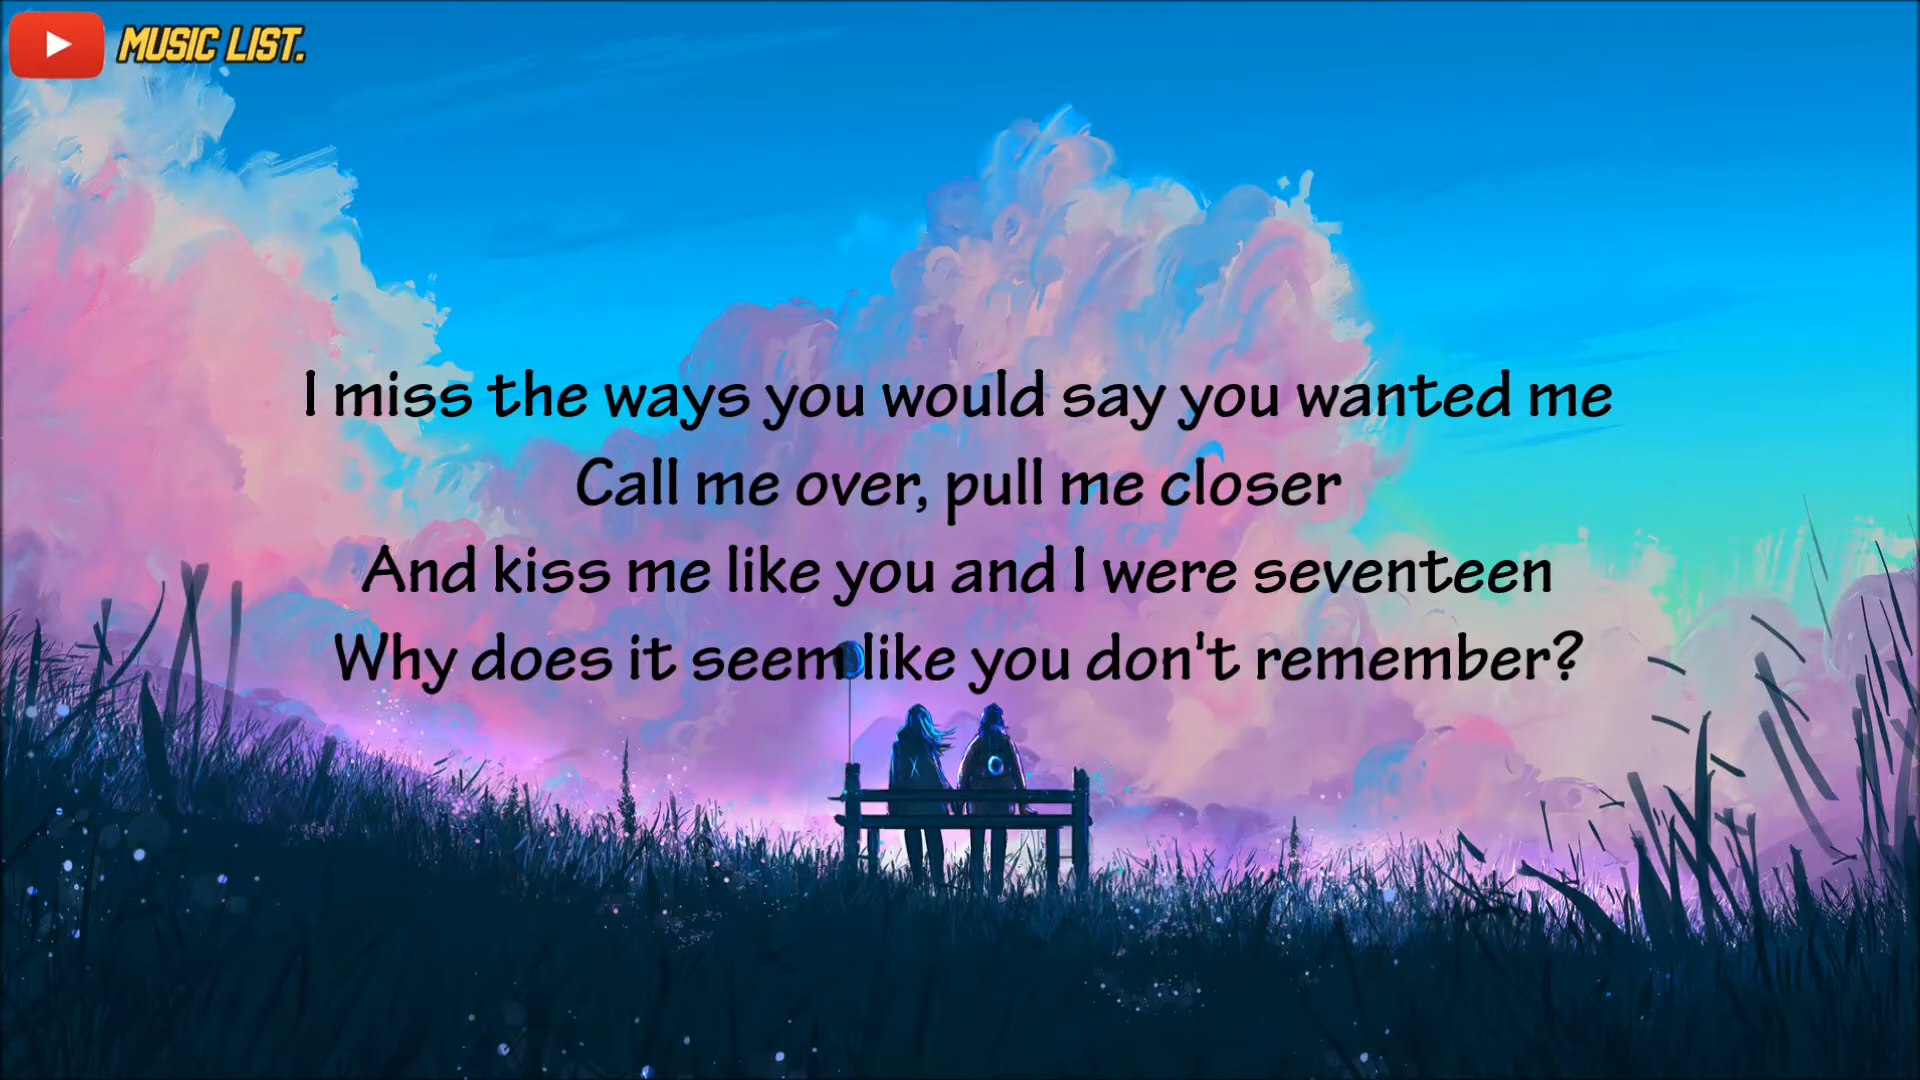 MUSIC LIST.
I miss the ways you would say you wanted me
Call me over, pull me closer
And kiss me like you and I were seventeen
Why does it seem like you don't remember?